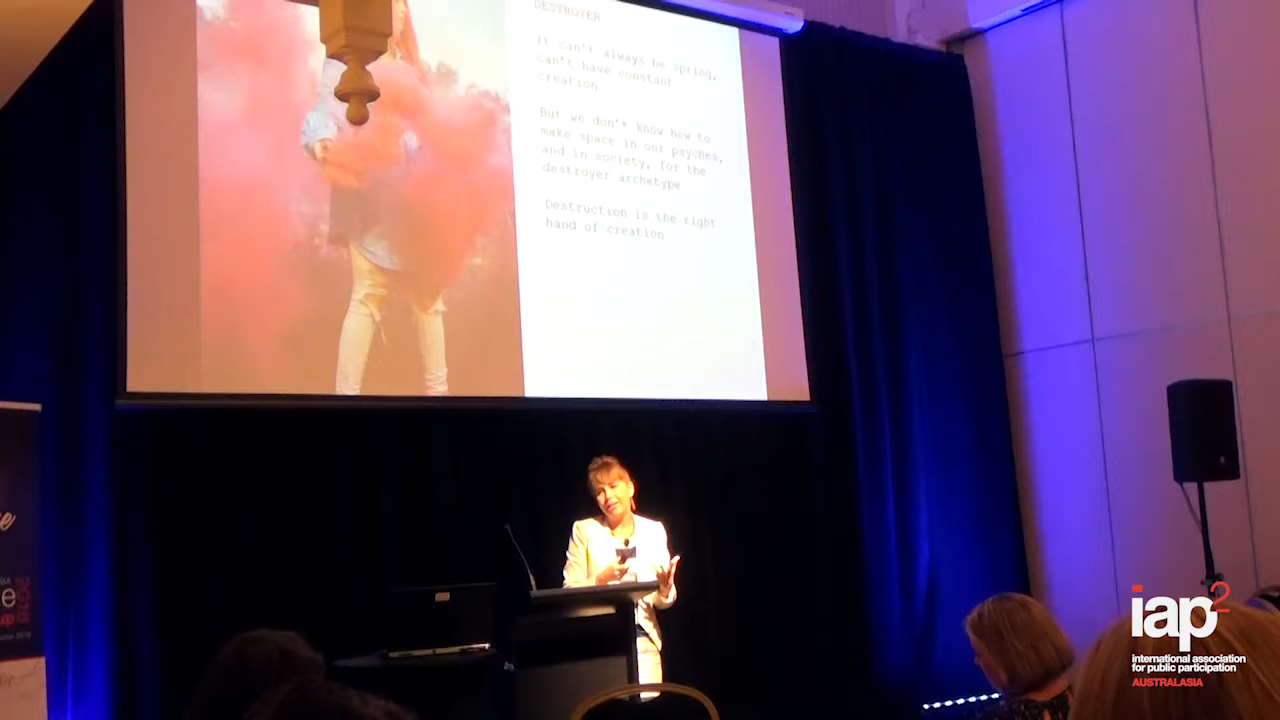 DESTROYER
It can't always be spring,
can't have constant
creation
But we don't know how to
make space in our psyches,
and in society, for the
destroyer archetype
Destruction is the right
hand of creation
iap2
international association
for public participation
AUSTRALASIA